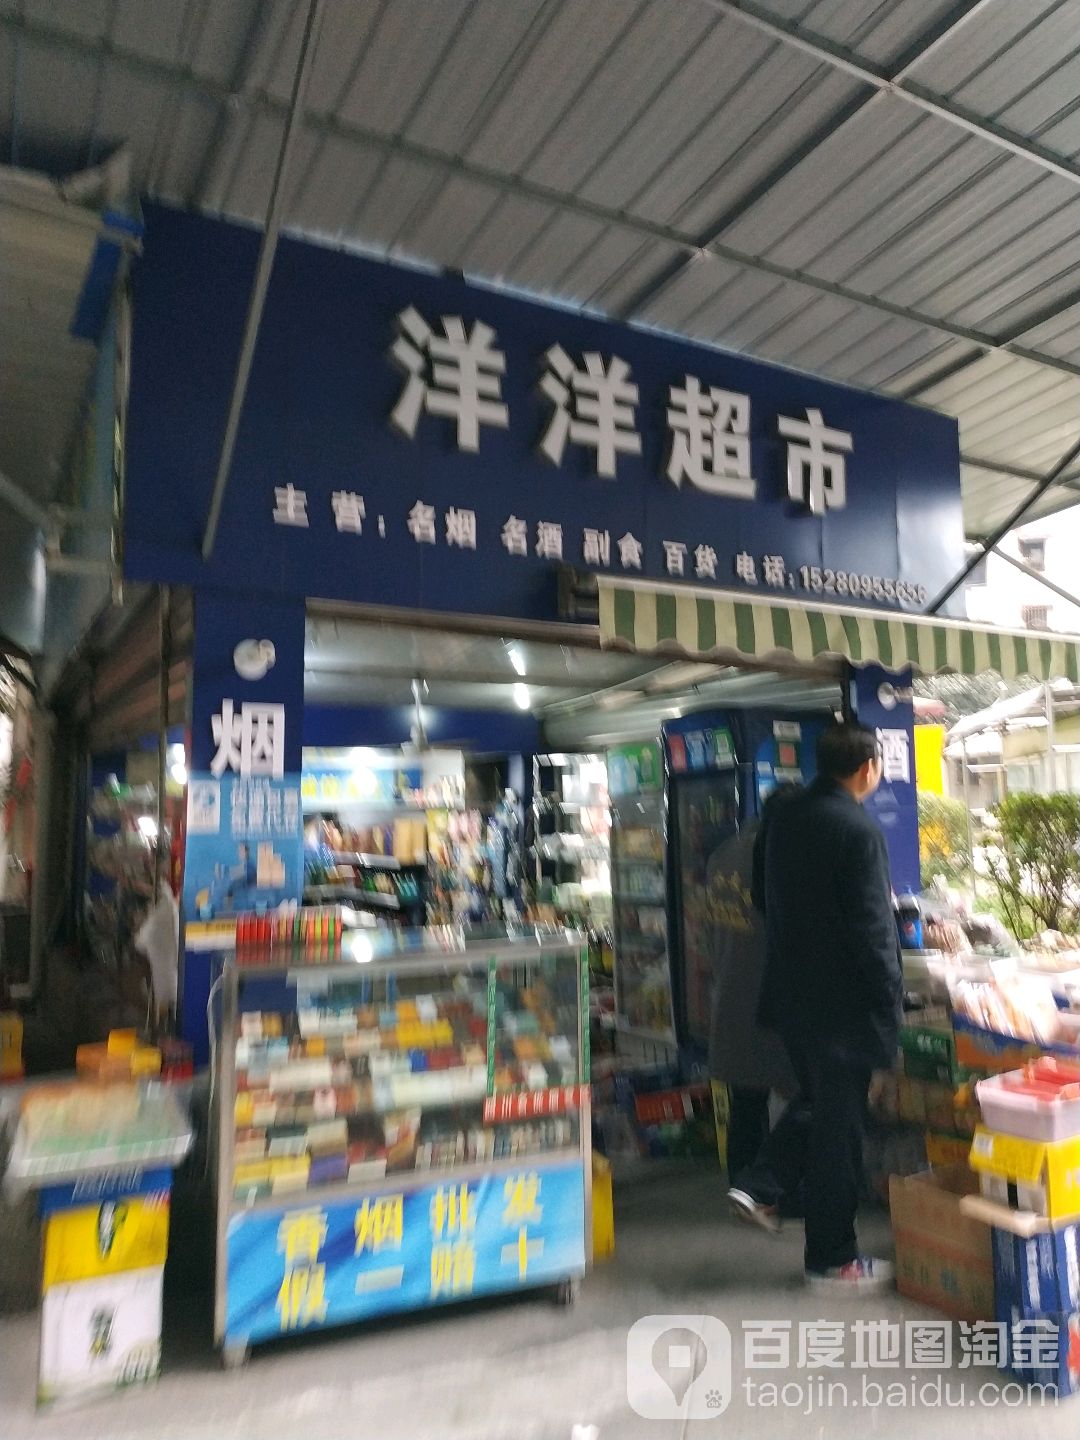 洋洋超市
主营：名烟 名酒 副食 百货 电话:15280955656
烟
酒
香烟批发
假一赔十
百度地图淘金
taojin.baidu.com